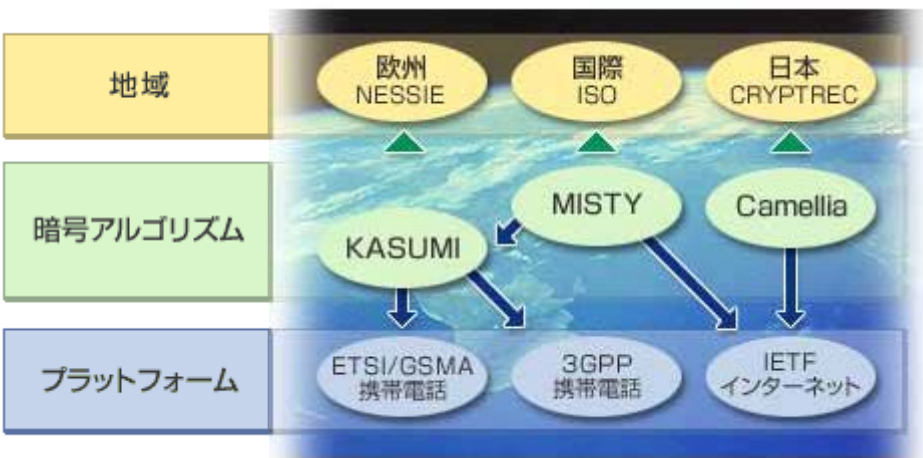 地域
欧州
NESSIE
国際
ISO
日本
CRYPTREC
暗号アルゴリズム
KASUMI
MISTY
Camellia
プラットフォーム
ETSI/GSMA
携帯電話
3GPP
携帯電話
IETF
インターネット